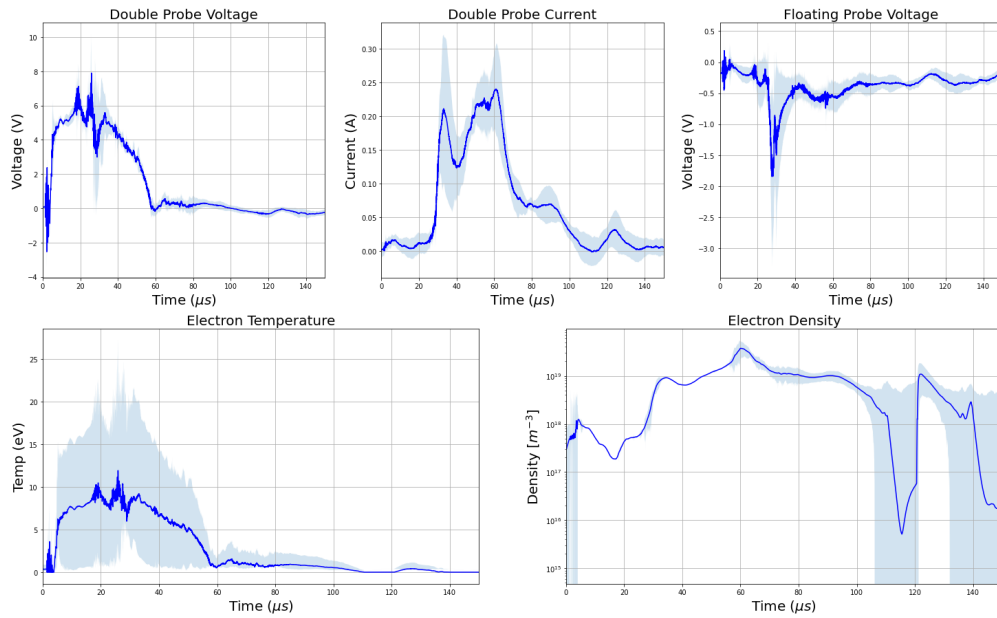 Double Probe Voltage
Voltage (V)
10
8
6
4
2
0
−2
−4
0 20 40 60 80 100 120 140
Time (μs)
Double Probe Current
Current (A)
0.30
0.25
0.20
0.15
0.10
0.05
0.00
0 20 40 60 80 100 120 140
Time (μs)
Floating Probe Voltage
Voltage (V)
0.5
0.0
−0.5
−1.0
−1.5
−2.0
−2.5
−3.0
0 20 40 60 80 100 120 140
Time (μs)
Electron Temperature
Temp (eV)
25
20
15
10
5
0
0 20 40 60 80 100 120 140
Time (μs)
Electron Density
Density [m⁻³]
10¹⁹
10¹⁸
10¹⁷
10¹⁶
10¹⁵
0 20 40 60 80 100 120 140
Time (μs)